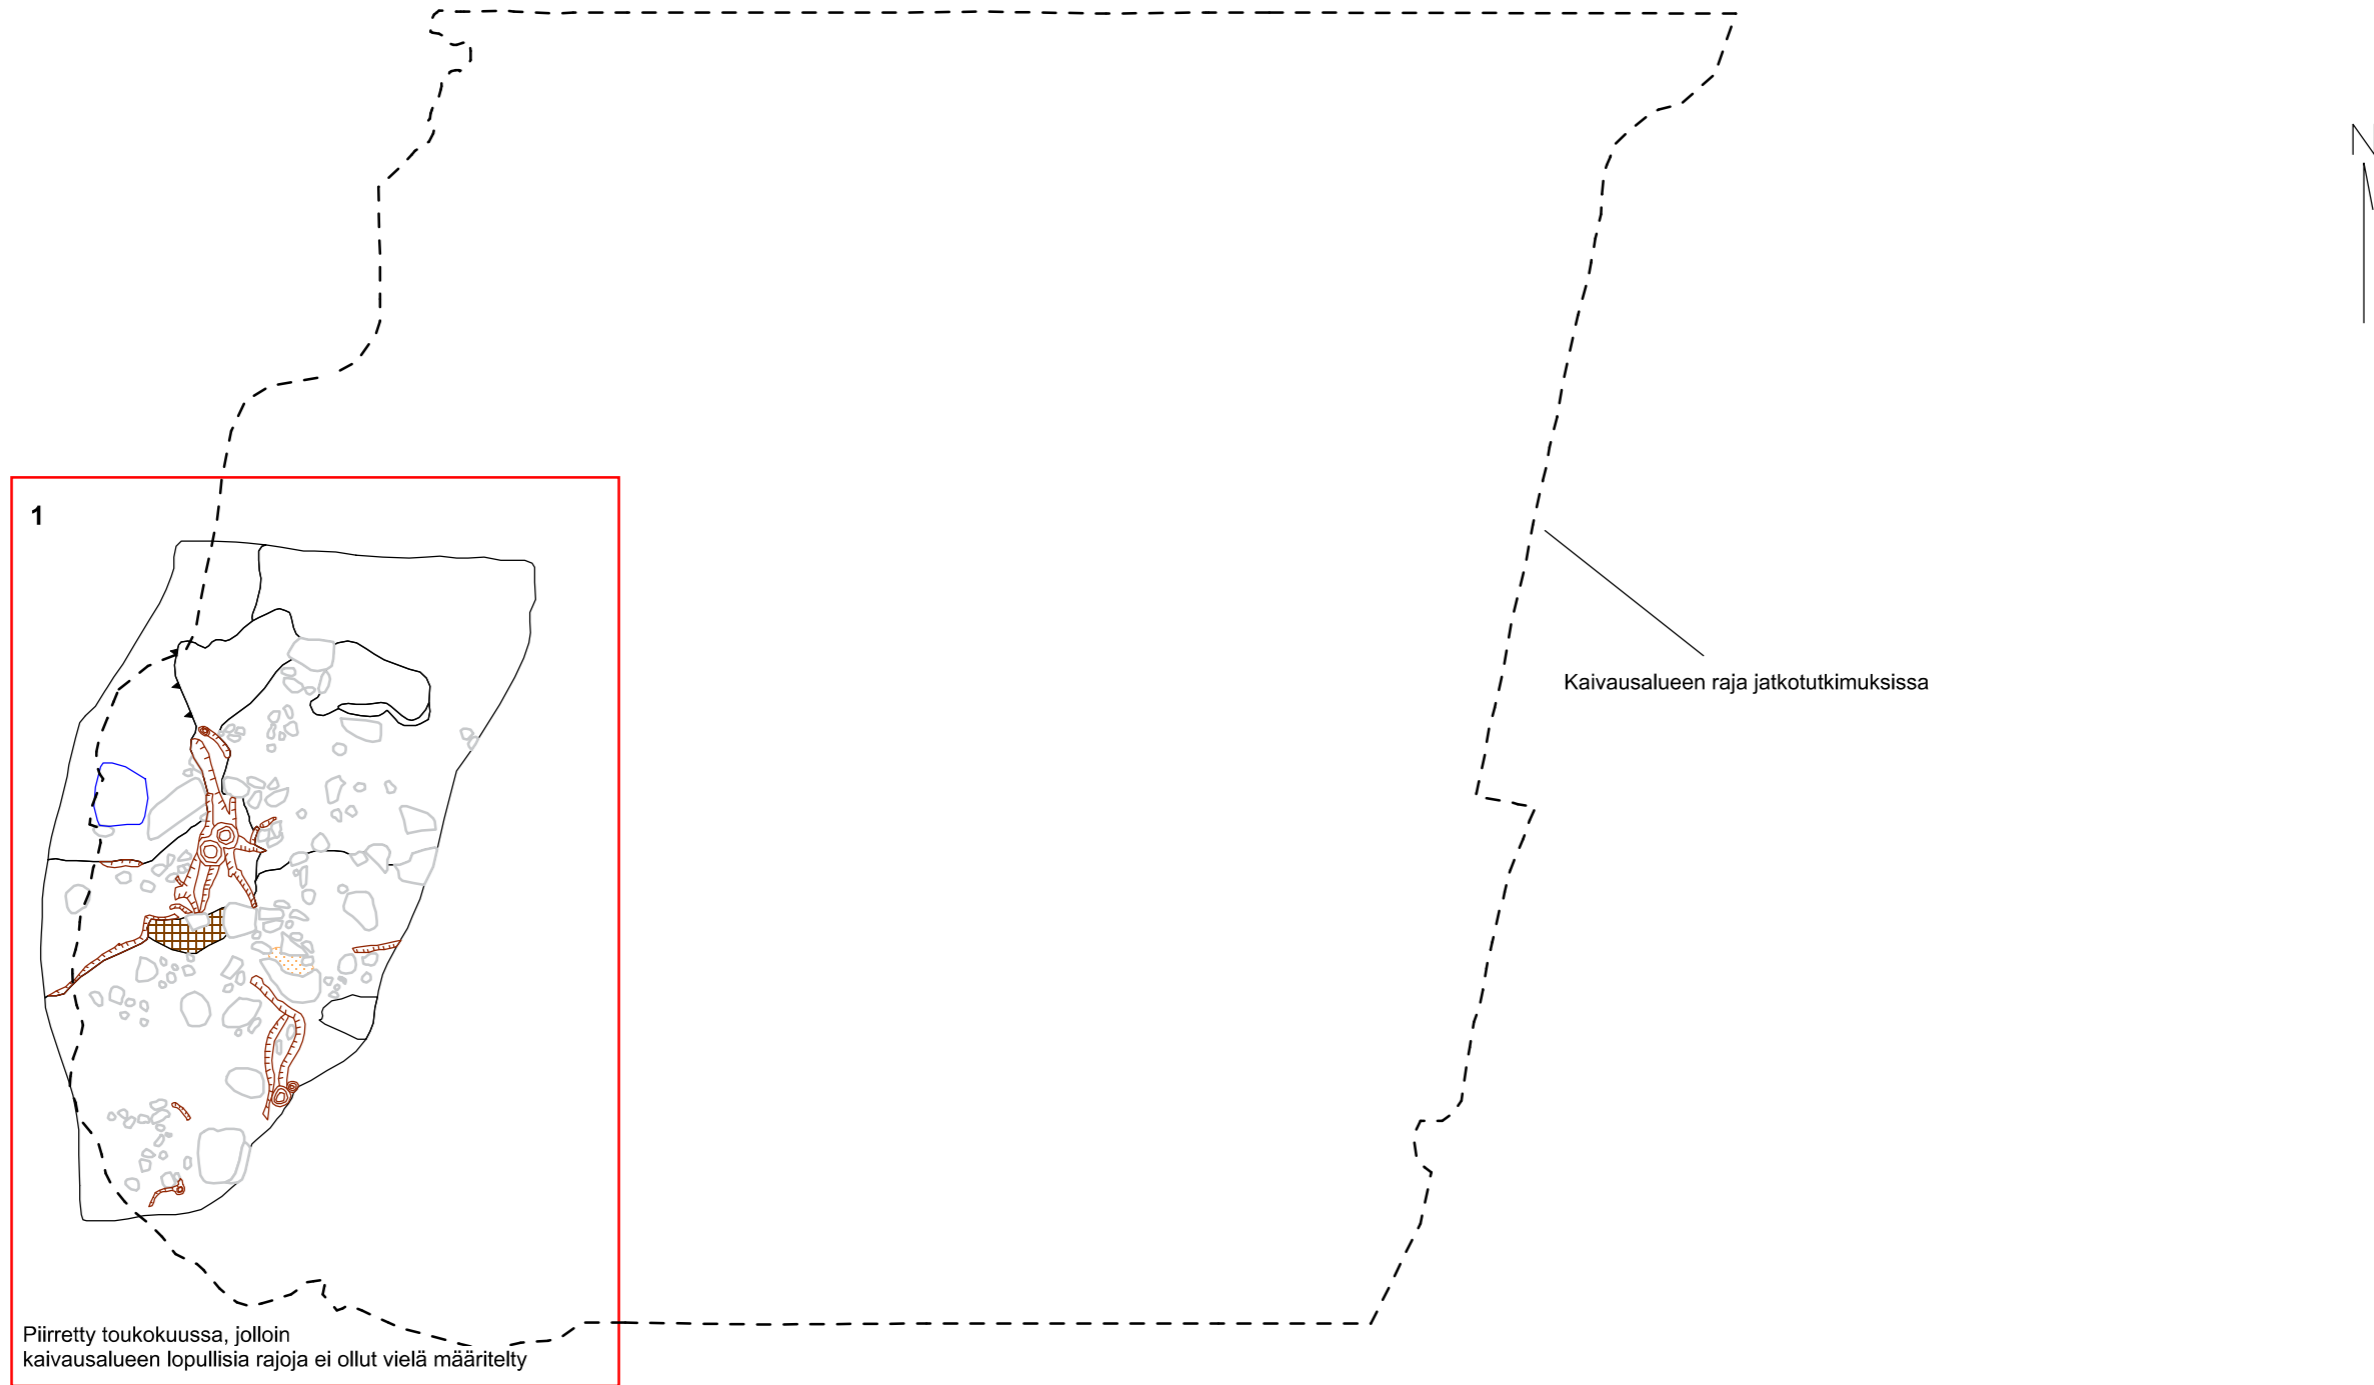 N
1
Kaivausalueen raja jatkotutkimuksissa
Piirretty toukokuussa, jolloin
kaivausalueen lopullisia rajoja ei ollut vielä määritelty